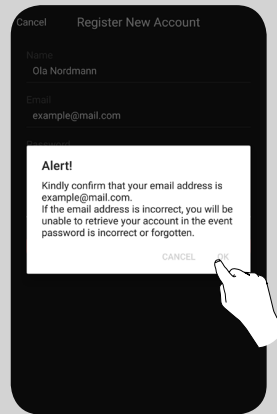 Cancel Register New Account
Name
Ola Nordmann
Email
example@mail.com
Password
Alert!
Kindly confirm that your email address is
example@mail.com.
If the email address is incorrect, you will be
unable to retrieve your account in the event
password is incorrect or forgotten.
CANCEL OK